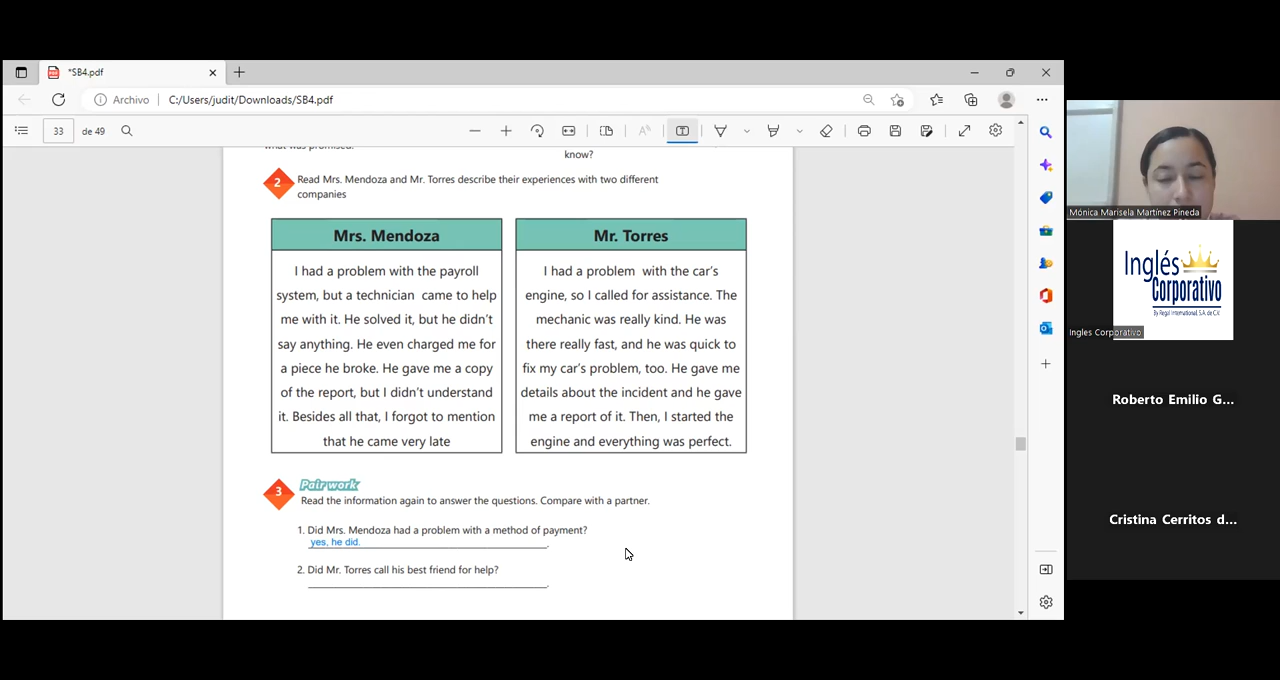 *SB4.pdf
Archivo
C:/Users/judit/Downloads/SB4.pdf
33
de 49
what was promised.
know?
2
Read Mrs. Mendoza and Mr. Torres describe their experiences with two different
companies
Mrs. Mendoza
I had a problem with the payroll
system, but a technician came to help
me with it. He solved it, but he didn't
say anything. He even charged me for
a piece he broke. He gave me a copy
of the report, but I didn't understand
it. Besides all that, I forgot to mention
that he came very late
Mr. Torres
I had a problem with the car's
engine, so I called for assistance. The
mechanic was really kind. He was
there really fast, and he was quick to
fix my car's problem, too. He gave me
details about the incident and he gave
me a report of it. Then, I started the
engine and everything was perfect.
3
Pair work
Read the information again to answer the questions. Compare with a partner.
1. Did Mrs. Mendoza had a problem with a method of payment?
yes, he did.
2. Did Mr. Torres call his best friend for help?
Mónica Marisela Martínez Pineda
Inglés
Corporativo
By Regal International, S.A. de C.V.
Ingles Corporativo
Roberto Emilio G...
Cristina Cerritos d...